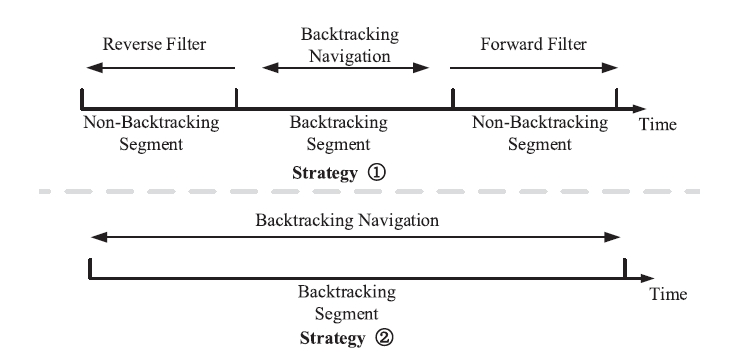 Reverse Filter
Backtracking
Navigation
Forward Filter
Non-Backtracking
Segment
Backtracking
Segment
Non-Backtracking
Segment
Time
Strategy ①
Backtracking Navigation
Backtracking
Segment
Time
Strategy ②